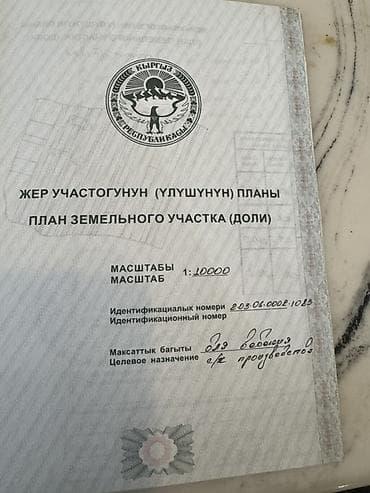 КЫРГЫЗ
РЕСПУБЛИКАСЫ
ЖЕР УЧАСТОГУНУН (ҮЛҮШҮНҮН) ПЛАНЫ
ПЛАН ЗЕМЕЛЬНОГО УЧАСТКА (ДОЛИ)
МАСШТАБЫ
МАСШТАБ 1: 10000
Идентификациалык номери 2 03 06 0002 1023
Идентификационный номер
Максаттык багыты для ведения
Целевое назначение с/х производства